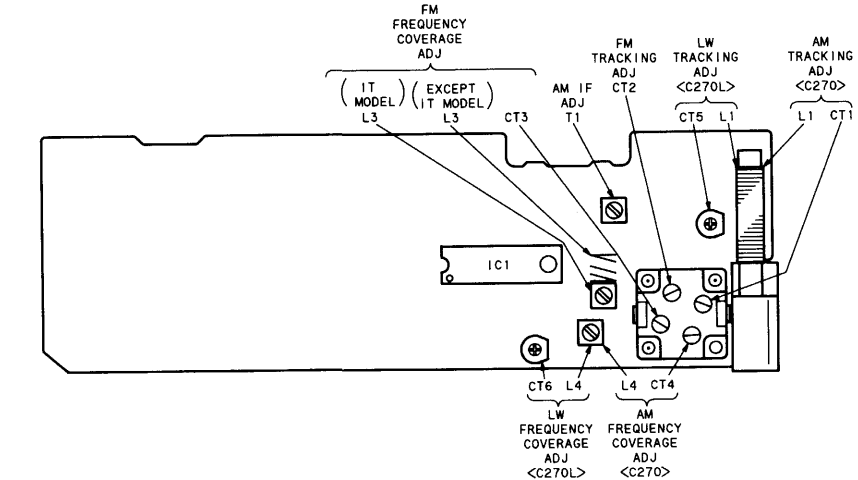 FM
FREQUENCY
COVERAGE
ADJ
(IT
MODEL)
L3
(EXCEPT
IT MODEL)
L3
CT3
AM IF
ADJ
T1
FM
TRACKING
ADJ
CT2
LW
TRACKING
ADJ
<C270L>
CT5 L1
AM
TRACKING
ADJ
<C270>
L1 CT1
IC1
CT6 L4
LW
FREQUENCY
COVERAGE
ADJ
<C270L>
L4 CT4
AM
FREQUENCY
COVERAGE
ADJ
<C270>